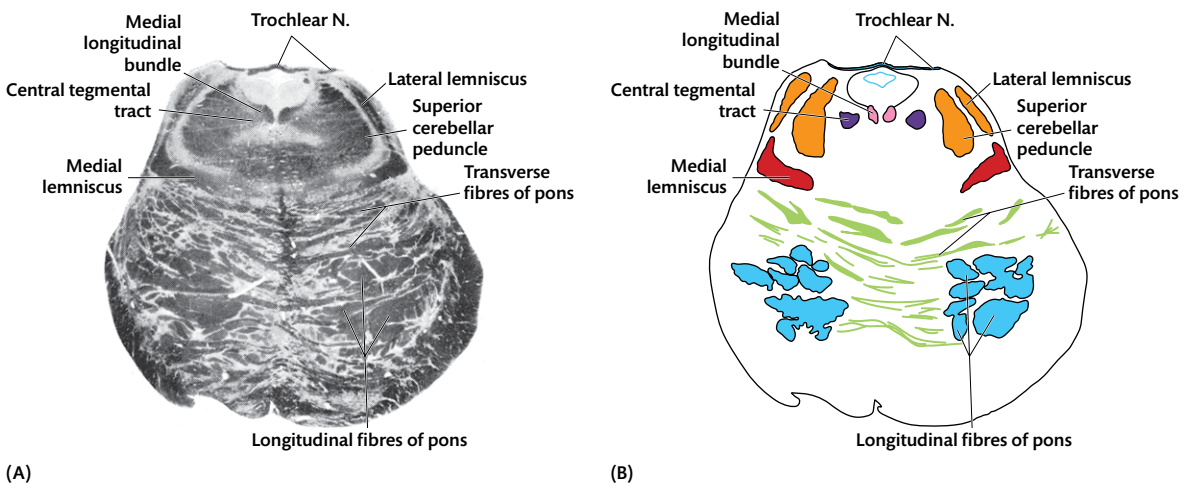 Trochlear N.
Medial
longitudinal
bundle
Central tegmental
tract
Medial
lemniscus
Lateral lemniscus
Superior
cerebellar
peduncle
Transverse
fibres of pons
Longitudinal fibres of pons
(A)
Trochlear N.
Medial
longitudinal
bundle
Central tegmental
tract
Medial
lemniscus
Lateral lemniscus
Superior
cerebellar
peduncle
Transverse
fibres of pons
Longitudinal fibres of pons
(B)